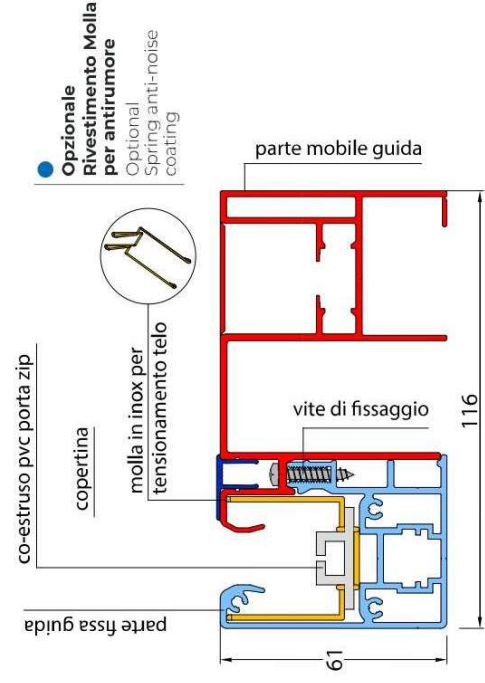 Opzionale
Rivestimento Molla
per antirumore
Optional
Spring anti-noise
coating
parte mobile guida
co-estruso pvc porta zip
copertina
molla in inox per
tensionamento telo
vite di fissaggio
parte fissa guida
116
61